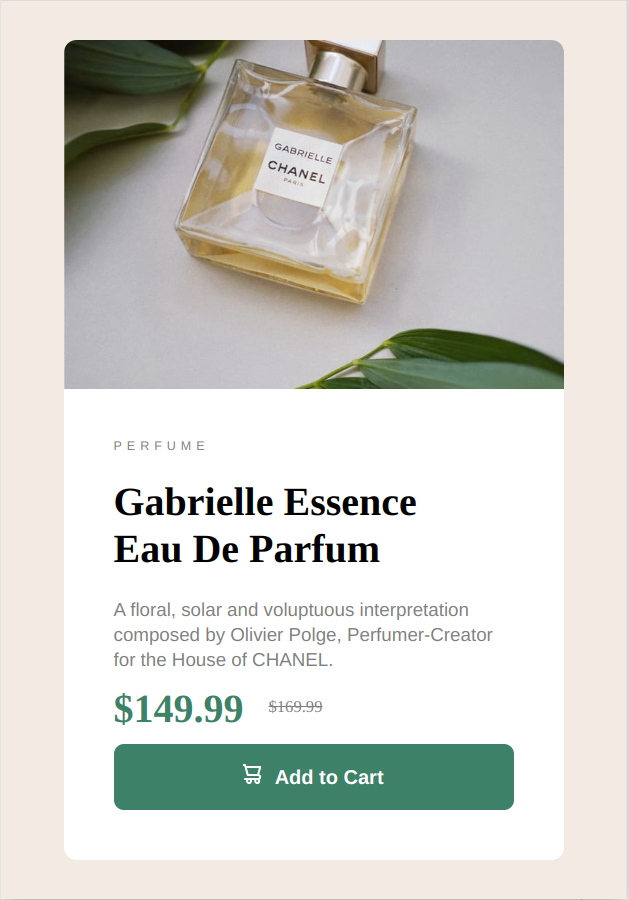 GABRIELLE
CHANEL
PARIS
PERFUME
Gabrielle Essence
Eau De Parfum
A floral, solar and voluptuous interpretation
composed by Olivier Polge, Perfumer-Creator
for the House of CHANEL.
$149.99 $169.99
Add to Cart